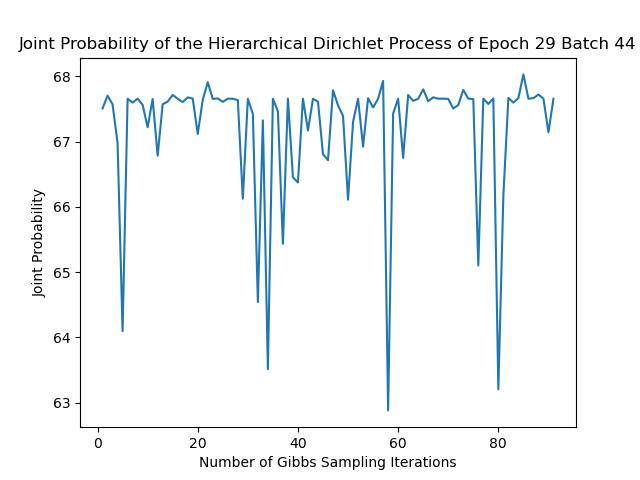 Joint Probability of the Hierarchical Dirichlet Process of Epoch 29 Batch 44
68
67
66
65
64
63
Joint Probability
0 20 40 60 80
Number of Gibbs Sampling Iterations